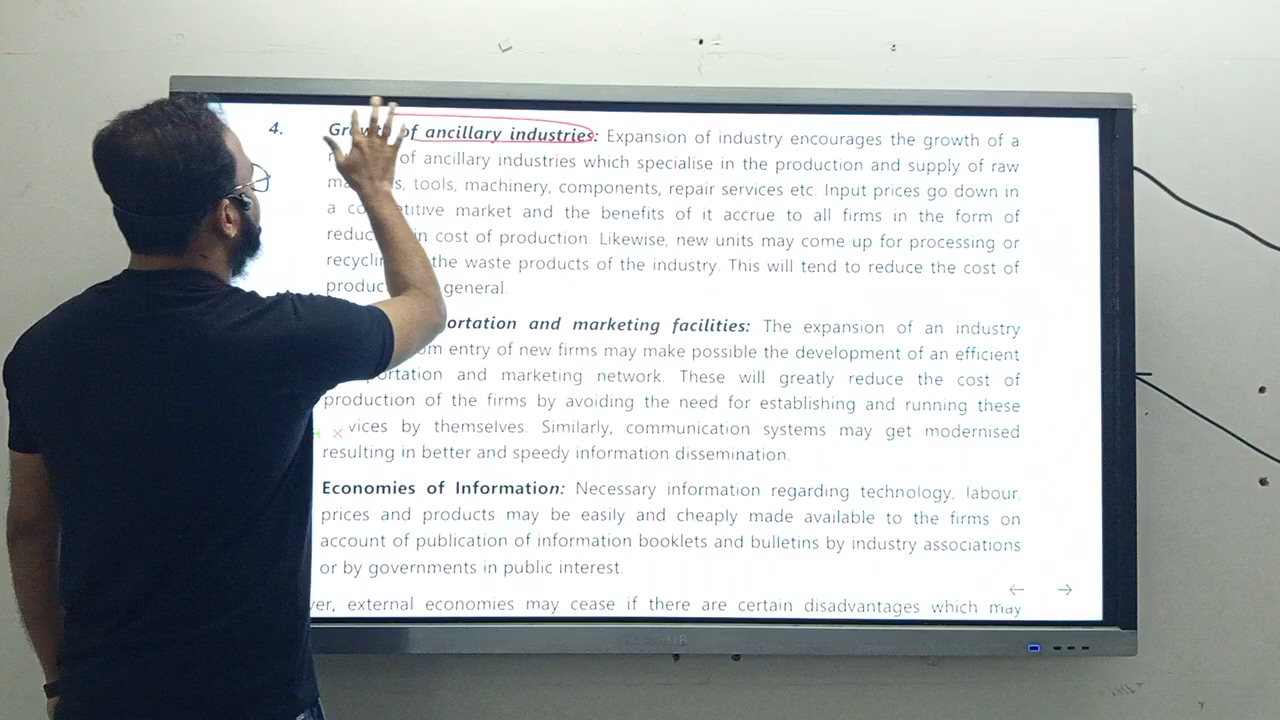 4. Growth of ancillary industries: Expansion of industry encourages the growth of a
of ancillary industries which specialise in the production and supply of raw
tools, machinery, components, repair services etc. Input prices go down in
a competitive market and the benefits of it accrue to all firms in the form of
in cost of production. Likewise, new units may come up for processing or
the waste products of the industry. This will tend to reduce the cost of
general.
and marketing facilities: The expansion of an industry
entry of new firms may make possible the development of an efficient
and marketing network. These will greatly reduce the cost of
production of the firms by avoiding the need for establishing and running these
by themselves. Similarly, communication systems may get modernised
resulting in better and speedy information dissemination.
Economies of Information: Necessary information regarding technology, labour,
prices and products may be easily and cheaply made available to the firms on
account of publication of information booklets and bulletins by industry associations
or by governments in public interest.
external economies may cease if there are certain disadvantages which may